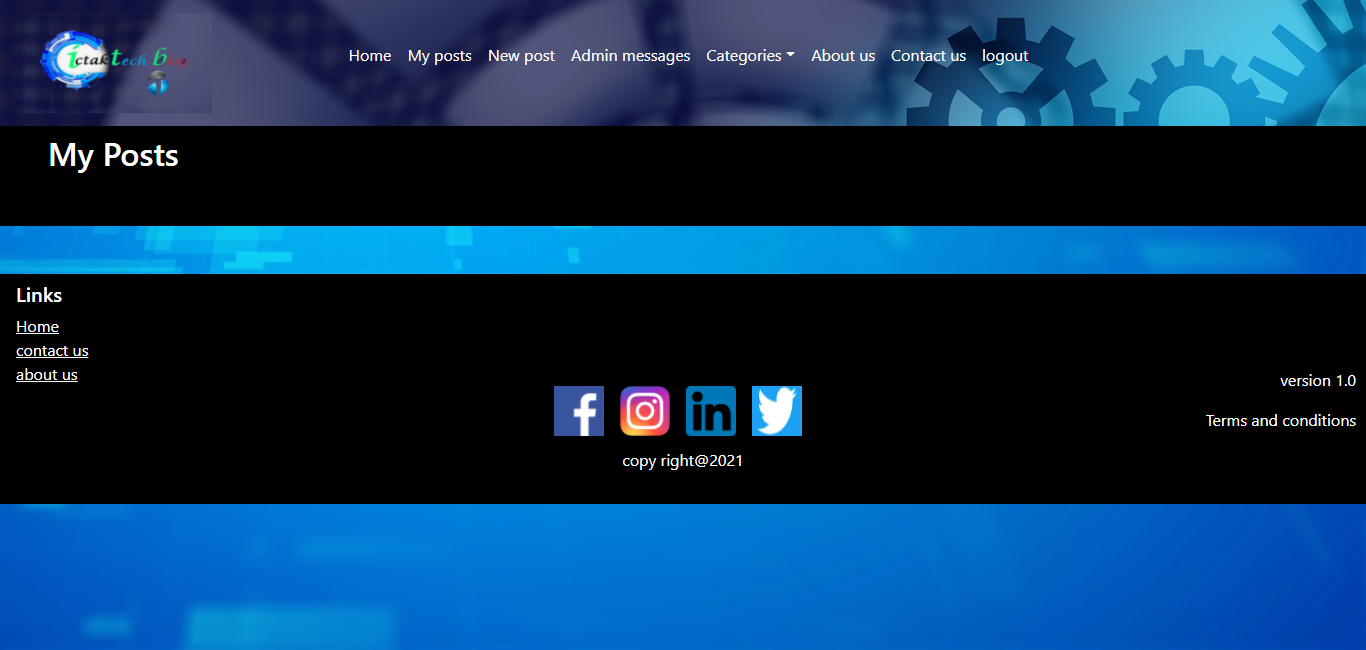 ictakTech Blog
Home My posts New post Admin messages Categories About us Contact us logout
My Posts
Links
Home
contact us
about us
version 1.0
Terms and conditions
in
copy right@2021